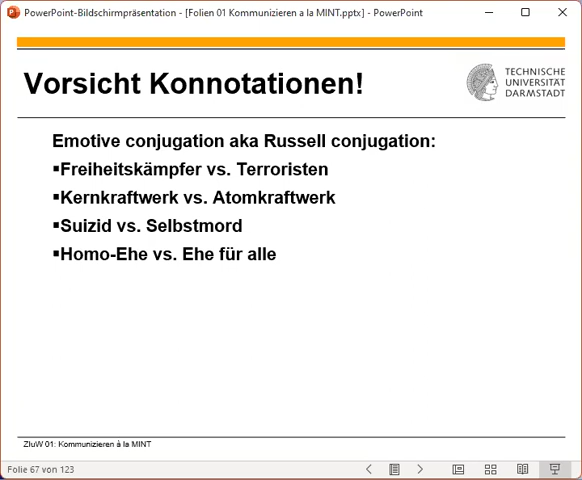 PowerPoint-Bildschirmpräsentation - [Folien 01 Kommunizieren a la MINT.pptx] - PowerPoint
Vorsicht Konnotationen!
TECHNISCHE
UNIVERSITÄT
DARMSTADT
Emotive conjugation aka Russell conjugation:
▪Freiheitskämpfer vs. Terroristen
▪Kernkraftwerk vs. Atomkraftwerk
▪Suizid vs. Selbstmord
▪Homo-Ehe vs. Ehe für alle
ZIuW 01: Kommunizieren à la MINT
Folie 67 von 123